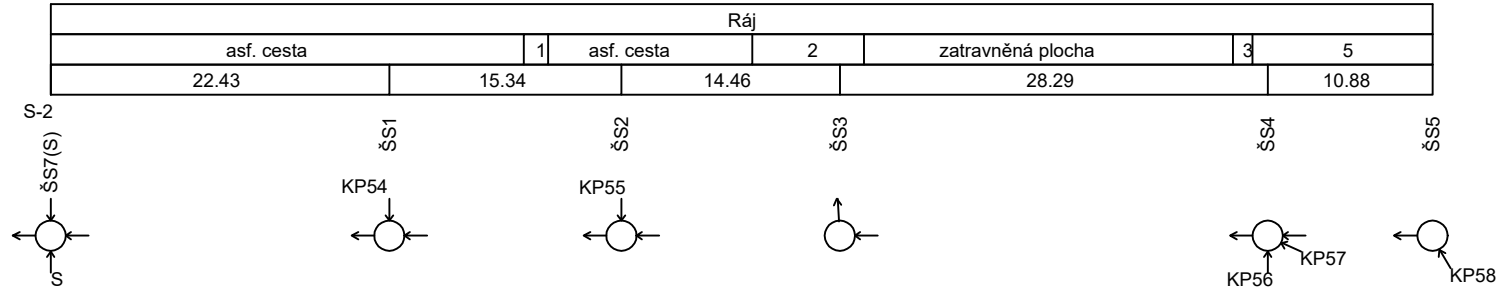 Ráj
asf. cesta 1 asf. cesta 2 zatravněná plocha 3 5
22.43 15.34 14.46 28.29 10.88
S-2
ŠS7(S) ŠS1 ŠS2 ŠS3 ŠS4 ŠS5
KP54 KP55
S KP56 KP57 KP58